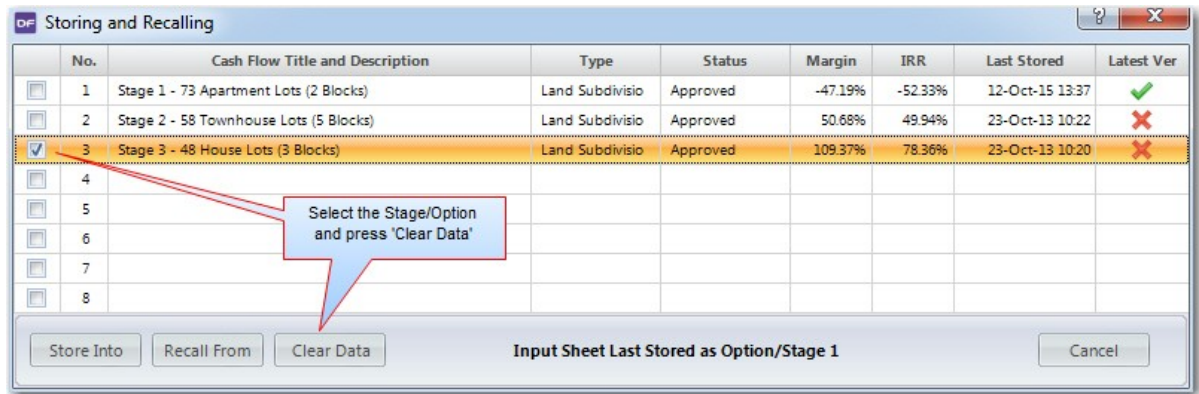 DF Storing and Recalling ? X
No. Cash Flow Title and Description Type Status Margin IRR Last Stored Latest Ver
1 Stage 1 - 73 Apartment Lots (2 Blocks) Land Subdivisio Approved -47.19% -52.33% 12-Oct-15 13:37
2 Stage 2 - 58 Townhouse Lots (5 Blocks) Land Subdivisio Approved 50.68% 49.94% 23-Oct-13 10:22
3 Stage 3 - 48 House Lots (3 Blocks) Land Subdivisio Approved 109.37% 78.36% 23-Oct-13 10:20
4
5
6
7
8
Select the Stage/Option
and press 'Clear Data'
Store Into Recall From Clear Data Input Sheet Last Stored as Option/Stage 1 Cancel